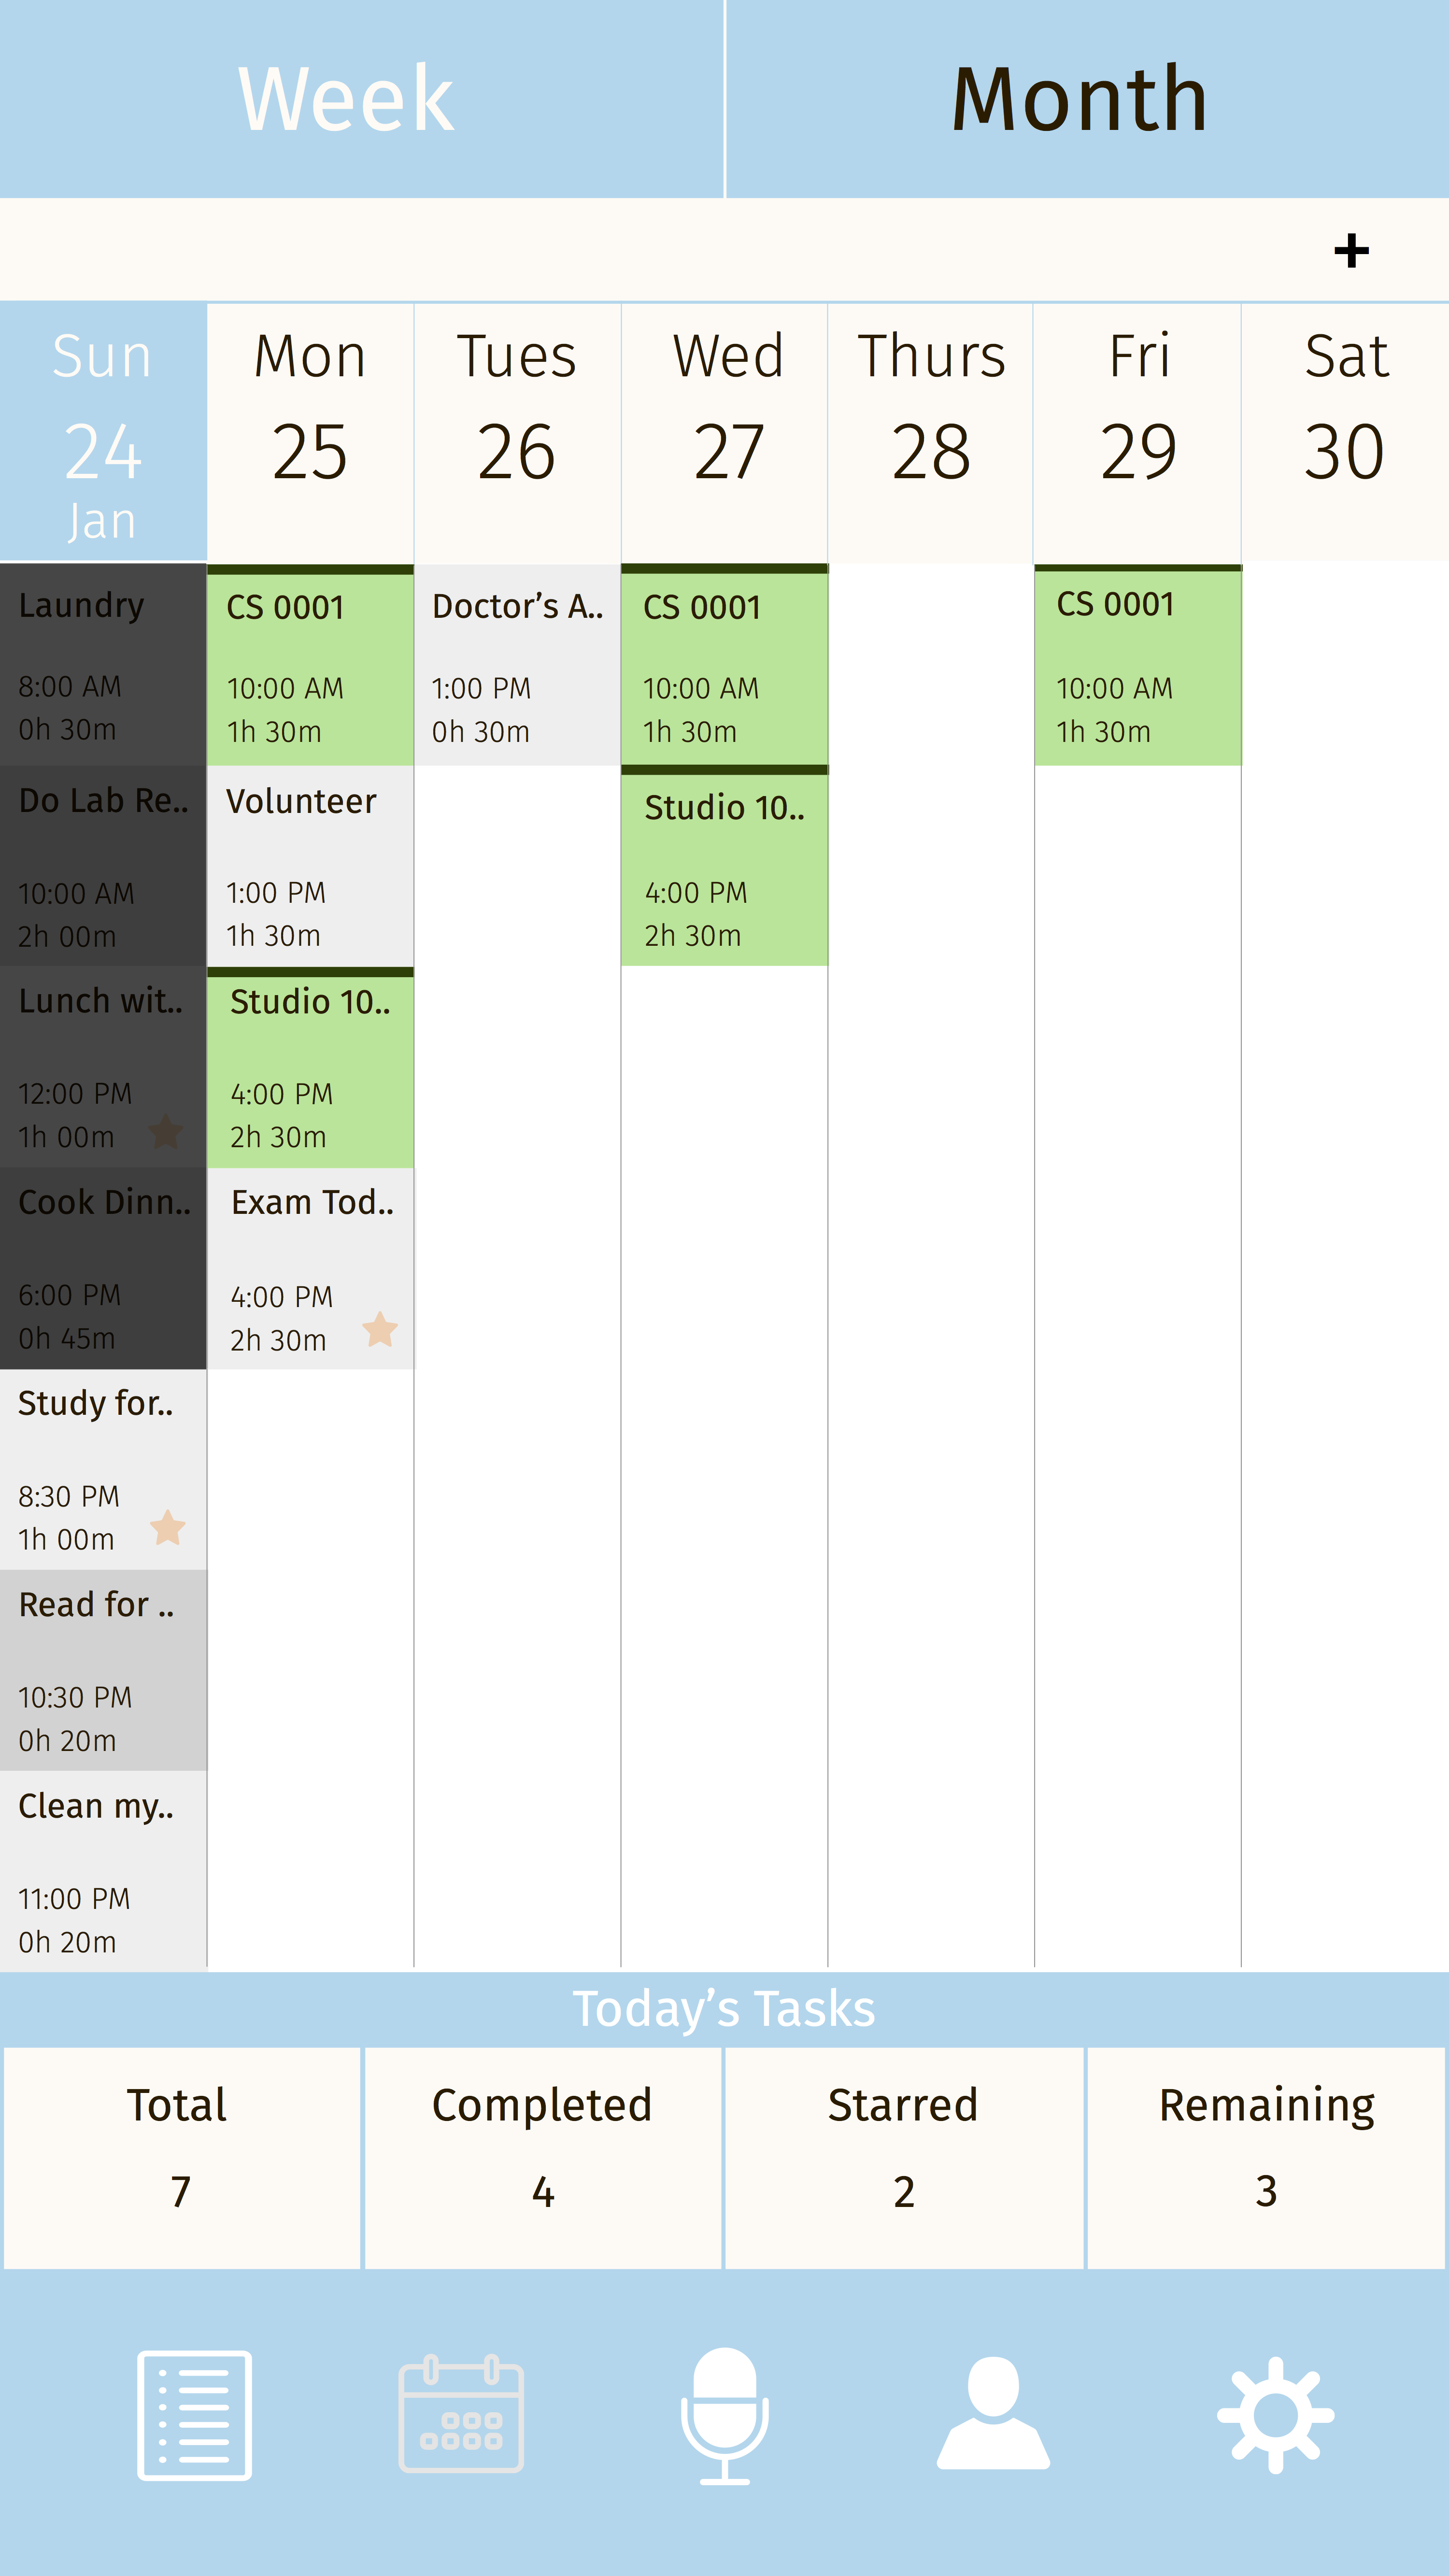 Week
Month
+
Sun
24
Jan
Mon
25
Tues
26
Wed
27
Thurs
28
Fri
29
Sat
30
Laundry
8:00 AM
0h 30m
Do Lab Re..
10:00 AM
2h 00m
Lunch wit..
12:00 PM
1h 00m
Cook Dinn..
6:00 PM
0h 45m
Study for..
8:30 PM
1h 00m
Read for ..
10:30 PM
0h 20m
Clean my..
11:00 PM
0h 20m
CS 0001
10:00 AM
1h 30m
Volunteer
1:00 PM
1h 30m
Studio 10..
4:00 PM
2h 30m
Exam Tod..
4:00 PM
2h 30m
Doctor’s A..
1:00 PM
0h 30m
CS 0001
10:00 AM
1h 30m
Studio 10..
4:00 PM
2h 30m
CS 0001
10:00 AM
1h 30m
Today’s Tasks
Total
7
Completed
4
Starred
2
Remaining
3